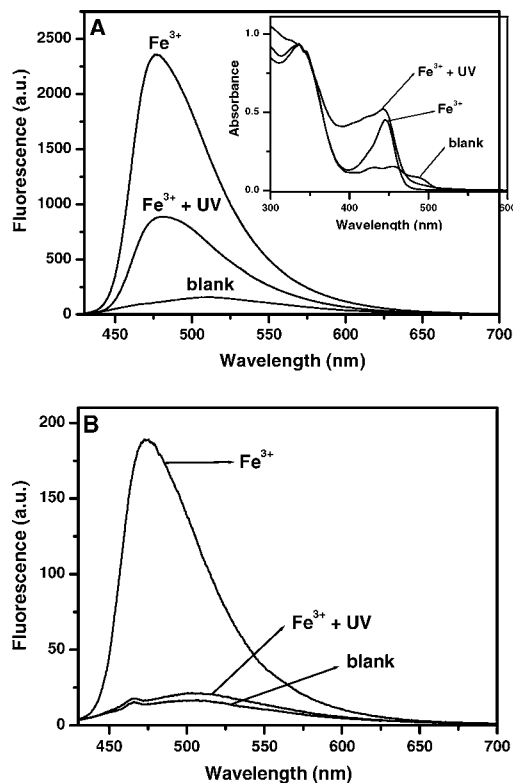 A
Fluorescence (a.u.)
2500
2000
1500
1000
500
0
Fe³⁺
Fe³⁺ + UV
blank
450
500
550
600
650
700
Wavelength (nm)
Absorbance
1.0
0.5
0.0
Fe³⁺ + UV
Fe³⁺
blank
300
400
500
600
Wavelength (nm)
B
Fluorescence (a.u.)
200
150
100
50
0
Fe³⁺
Fe³⁺ + UV
blank
450
500
550
600
650
700
Wavelength (nm)